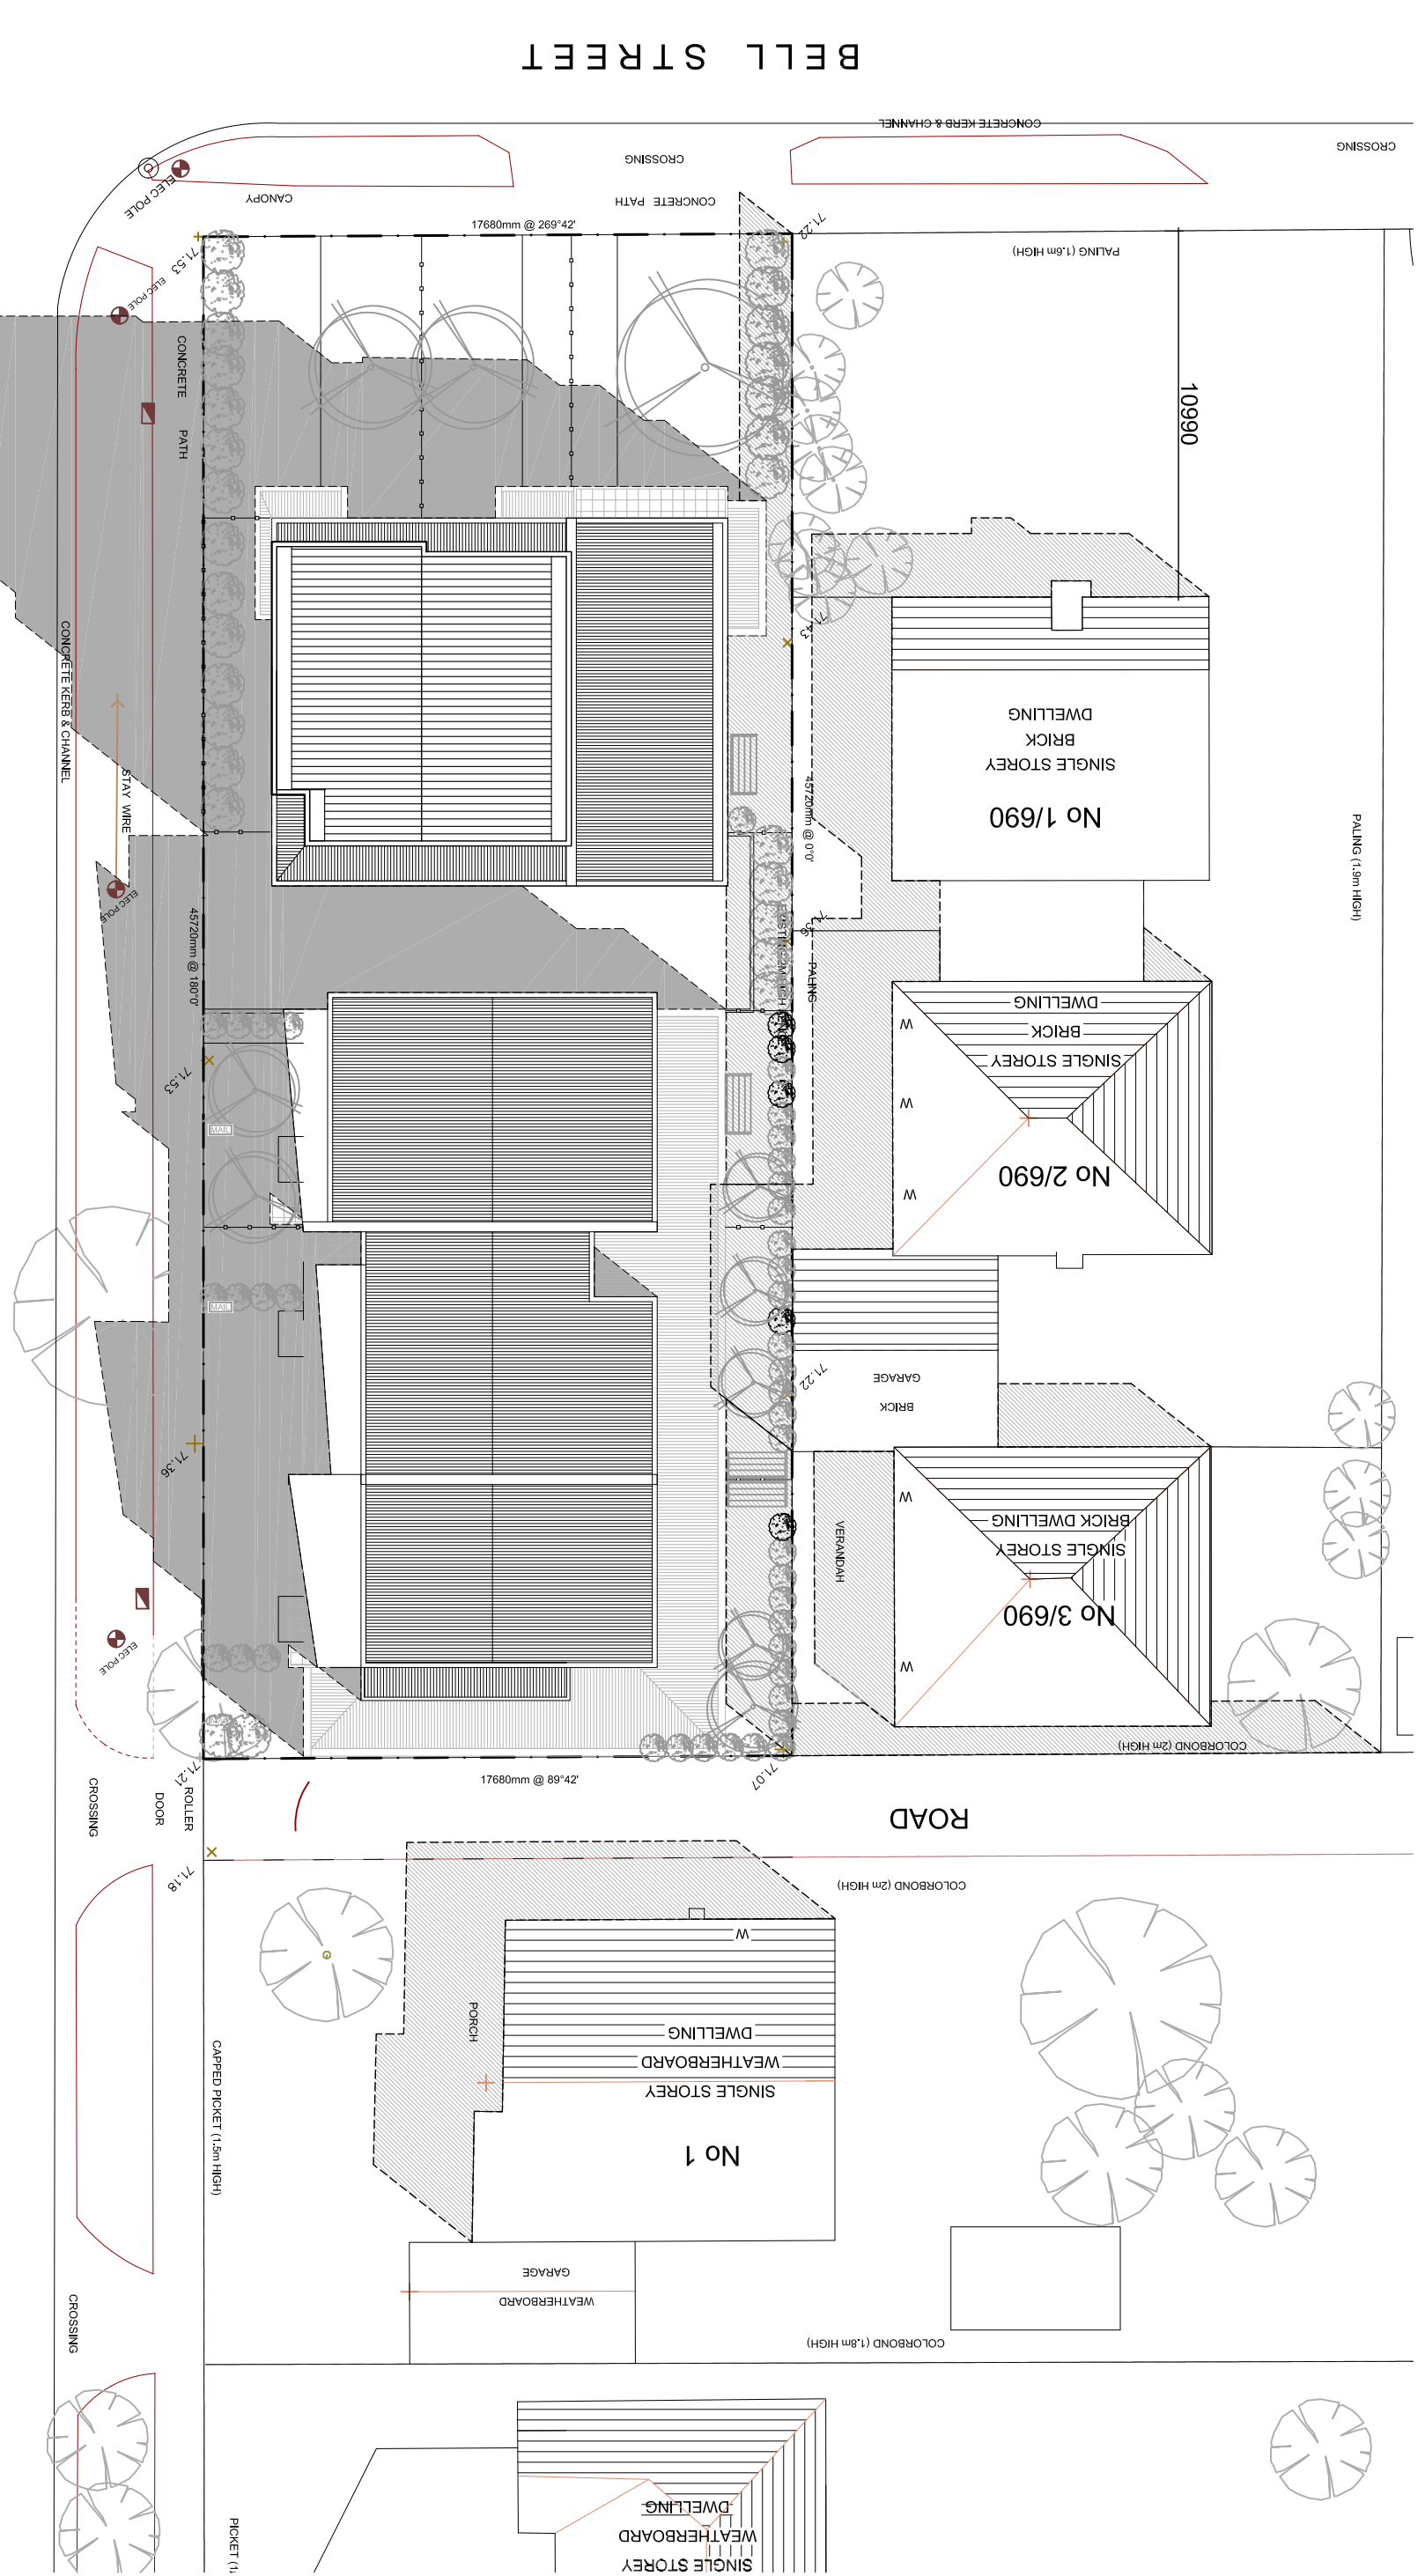 BELL STREET
CONCRETE KERB & CHANNEL
CROSSING
CROSSING
ELEC POLE
CANOPY
CONCRETE PATH
17680mm @ 269°42'
71.22
71.53
PALING (1.6m HIGH)
ELEC POLE
CONCRETE PATH
10990
71.43
CONCRETE KERB & CHANNEL
STAY WIRE
DWELLING
BRICK
SINGLE STOREY
No 1/690
45720mm @ 0°0'
PALING (1.9m HIGH)
ELEC POLE
45720mm @ 180°0'
71.36
PALING
DWELLING
BRICK
SINGLE STOREY
No 2/690
W
W
W
71.53
MAIL
MAIL
71.22
GARAGE
BRICK
71.36
W
BRICK DWELLING
SINGLE STOREY
No 3/690
VERANDAH
W
ELEC POLE
COLORBOND (2m HIGH)
71.21
17680mm @ 89°42'
71.07
CROSSING
ROLLER
DOOR
ROAD
71.18
COLORBOND (2m HIGH)
W
PORCH
DWELLING
WEATHERBOARD
SINGLE STOREY
No 1
CAPPED PICKET (1.5m HIGH)
GARAGE
WEATHERBOARD
CROSSING
COLORBOND (1.8m HIGH)
DWELLING
WEATHERBOARD
SINGLE STOREY
PICKET (1.